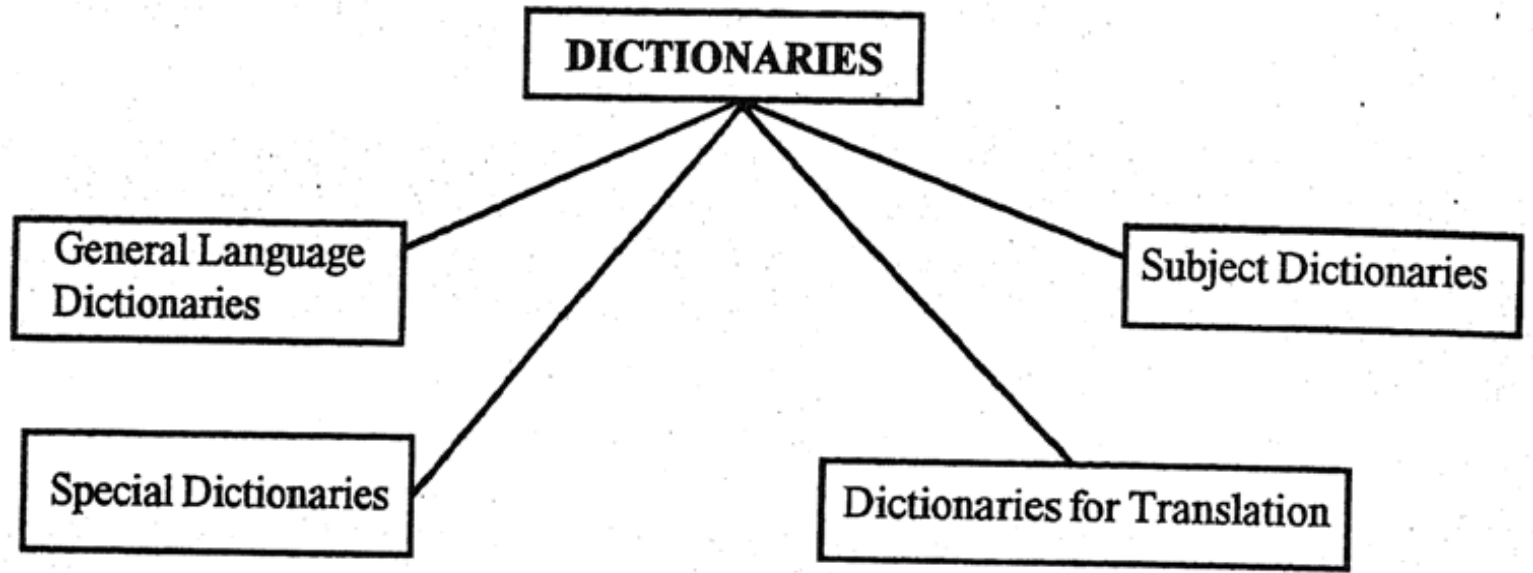 DICTIONARIES
General Language
Dictionaries
Subject Dictionaries
Special Dictionaries
Dictionaries for Translation